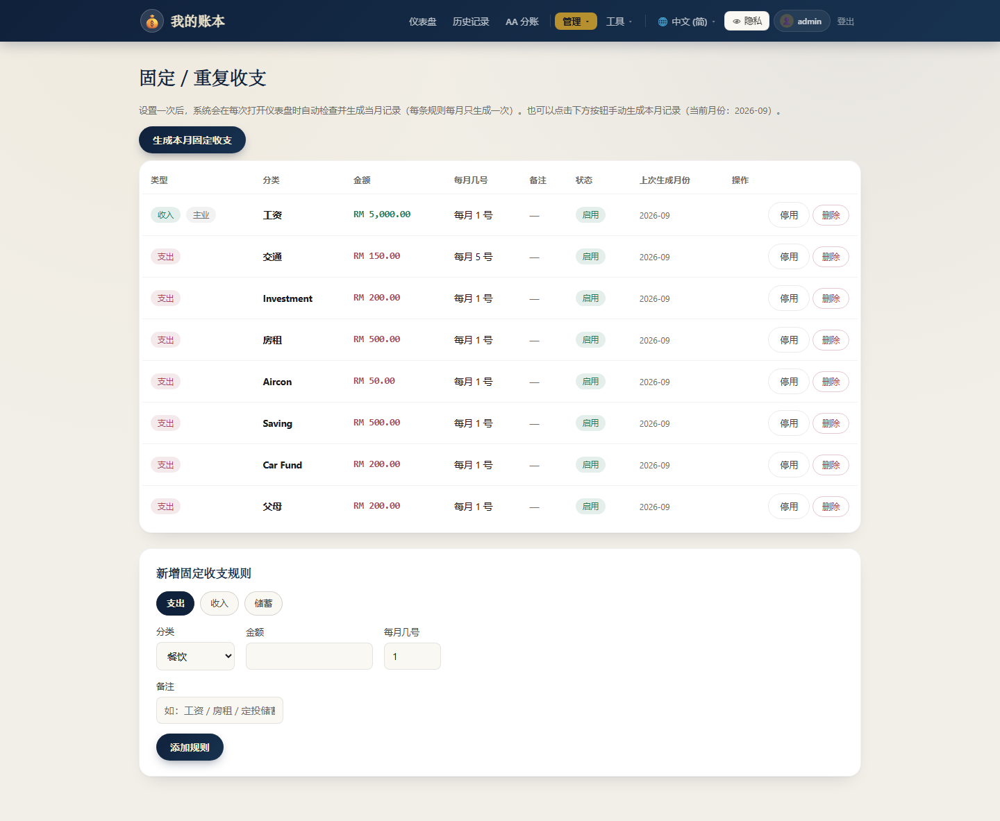 我的账本
仪表盘 历史记录 AA 分账 管理 工具 中文 (简) 隐私 admin 登出
固定 / 重复收支
设置一次后，系统会在每次打开仪表盘时自动检查并生成当月记录（每条规则每月只生成一次）。也可以点击下方按钮手动生成本月记录（当前月份：2026-09）。
生成本月固定收支
类型 分类 金额 每月几号 备注 状态 上次生成月份 操作
收入 主业 工资 RM 5,000.00 每月 1 号 — 启用 2026-09 停用 删除
支出 交通 RM 150.00 每月 5 号 — 启用 2026-09 停用 删除
支出 Investment RM 200.00 每月 1 号 — 启用 2026-09 停用 删除
支出 房租 RM 500.00 每月 1 号 — 启用 2026-09 停用 删除
支出 Aircon RM 50.00 每月 1 号 — 启用 2026-09 停用 删除
支出 Saving RM 500.00 每月 1 号 — 启用 2026-09 停用 删除
支出 Car Fund RM 200.00 每月 1 号 — 启用 2026-09 停用 删除
支出 父母 RM 200.00 每月 1 号 — 启用 2026-09 停用 删除
新增固定收支规则
支出 收入 储蓄
分类 金额 每月几号
餐饮 1
备注
如：工资 / 房租 / 定投储
添加规则